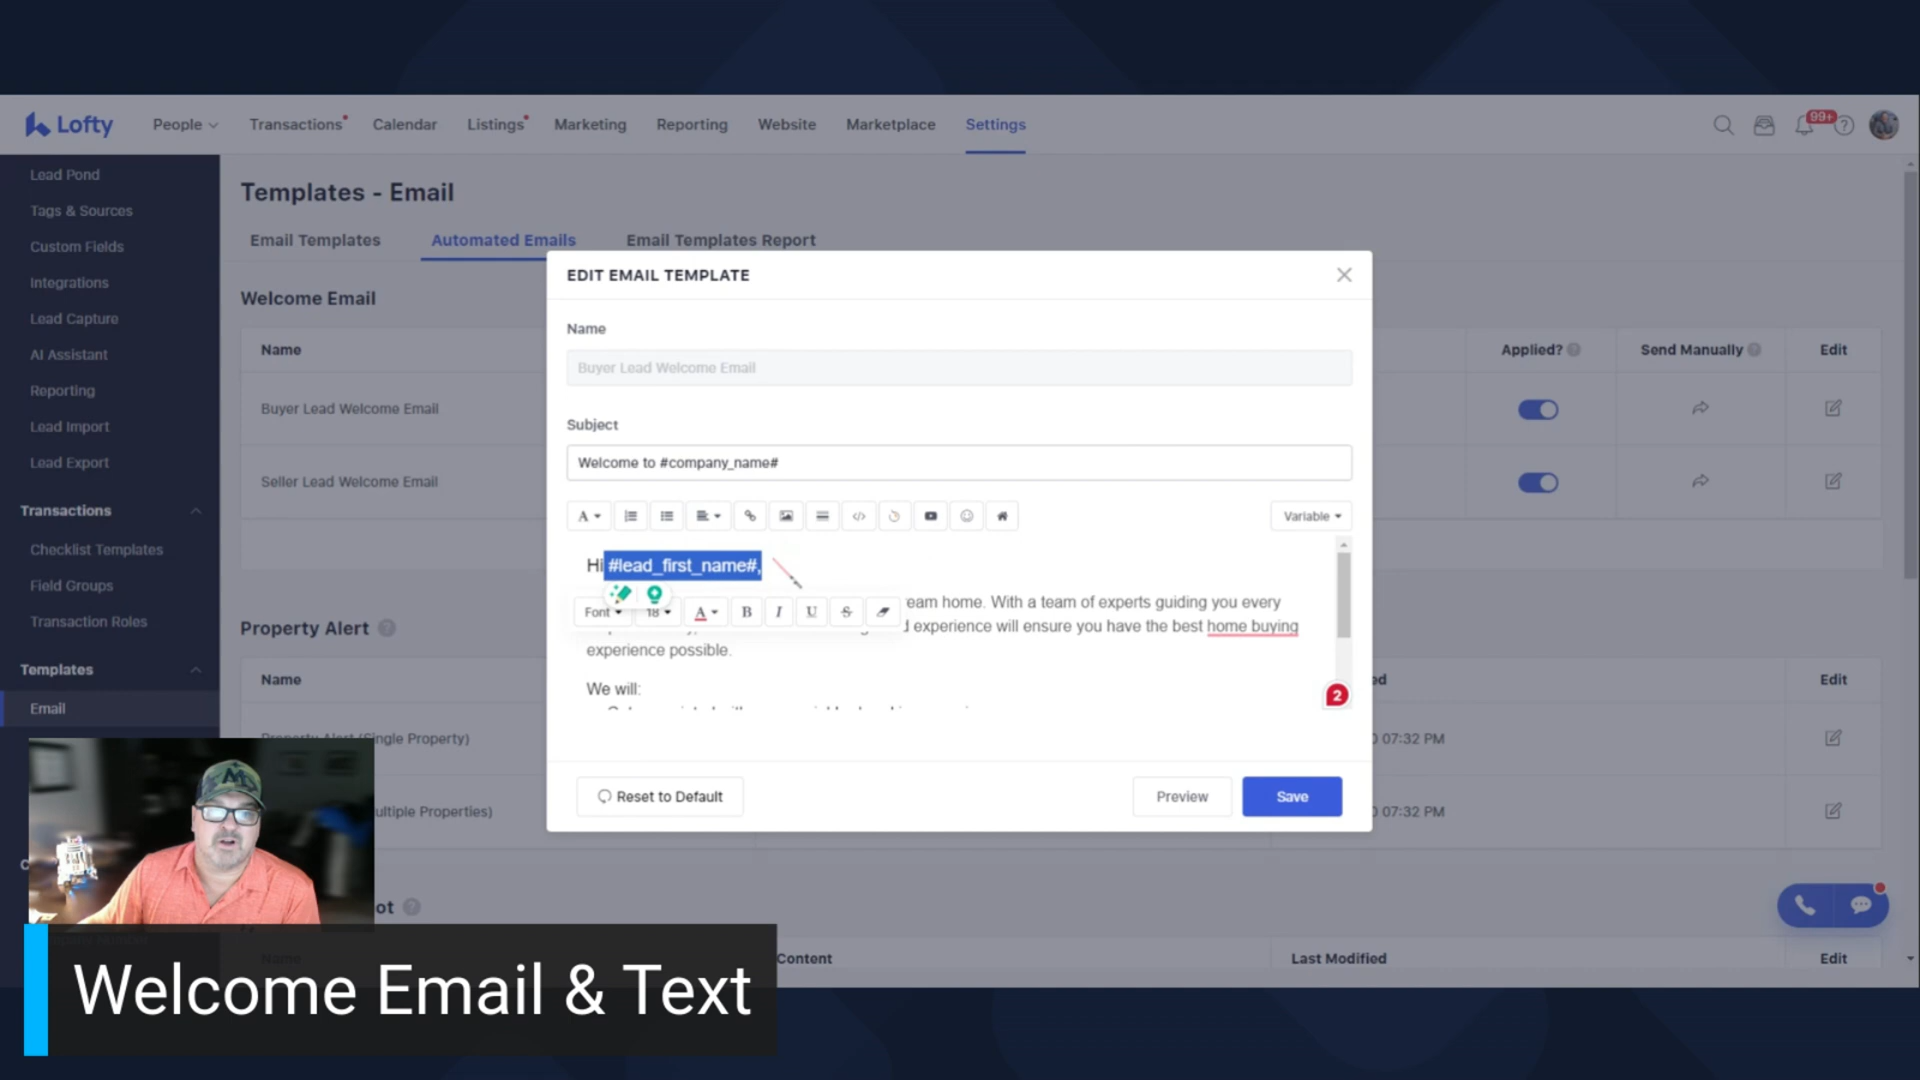 Lofty
People
Transactions
Calendar
Listings
Marketing
Reporting
Website
Marketplace
Settings
99+
Lead Pond
Tags & Sources
Custom Fields
Integrations
Lead Capture
AI Assistant
Reporting
Lead Import
Lead Export
Transactions
Checklist Templates
Field Groups
Transaction Roles
Templates
Email
Templates - Email
Email Templates
Automated Emails
Email Templates Report
Welcome Email
Name
Applied?
Send Manually
Edit
Buyer Lead Welcome Email
Seller Lead Welcome Email
Property Alert
Name
Edit
Property Alert (Single Property)
07:32 PM
ultiple Properties)
07:32 PM
EDIT EMAIL TEMPLATE
Name
Buyer Lead Welcome Email
Subject
Welcome to #company_name#
A
Variable
Hi #lead_first_name#,
Font
18
A
B
I
U
S
eam home. With a team of experts guiding you every
d experience will ensure you have the best home buying
experience possible.
We will:
2
Reset to Default
Preview
Save
ot
Content
Last Modified
Edit
Welcome Email & Text